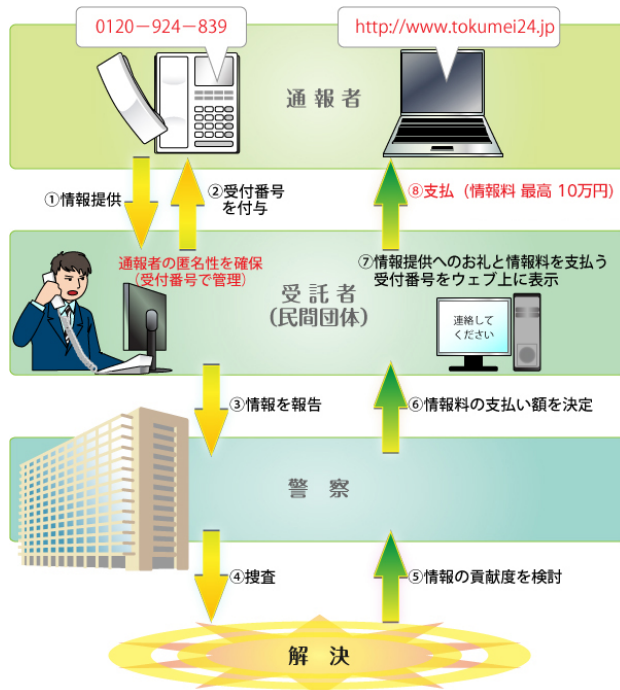 0120－924－839
http://www.tokumei24.jp
通報者
①情報提供
②受付番号
を付与
⑧支払（情報料 最高 10万円）
通報者の匿名性を確保
（受付番号で管理）
受託者
（民間団体）
⑦情報提供へのお礼と情報料を支払う
受付番号をウェブ上に表示
連絡して
ください
③情報を報告
⑥情報料の支払い額を決定
警察
④捜査
⑤情報の貢献度を検討
解決